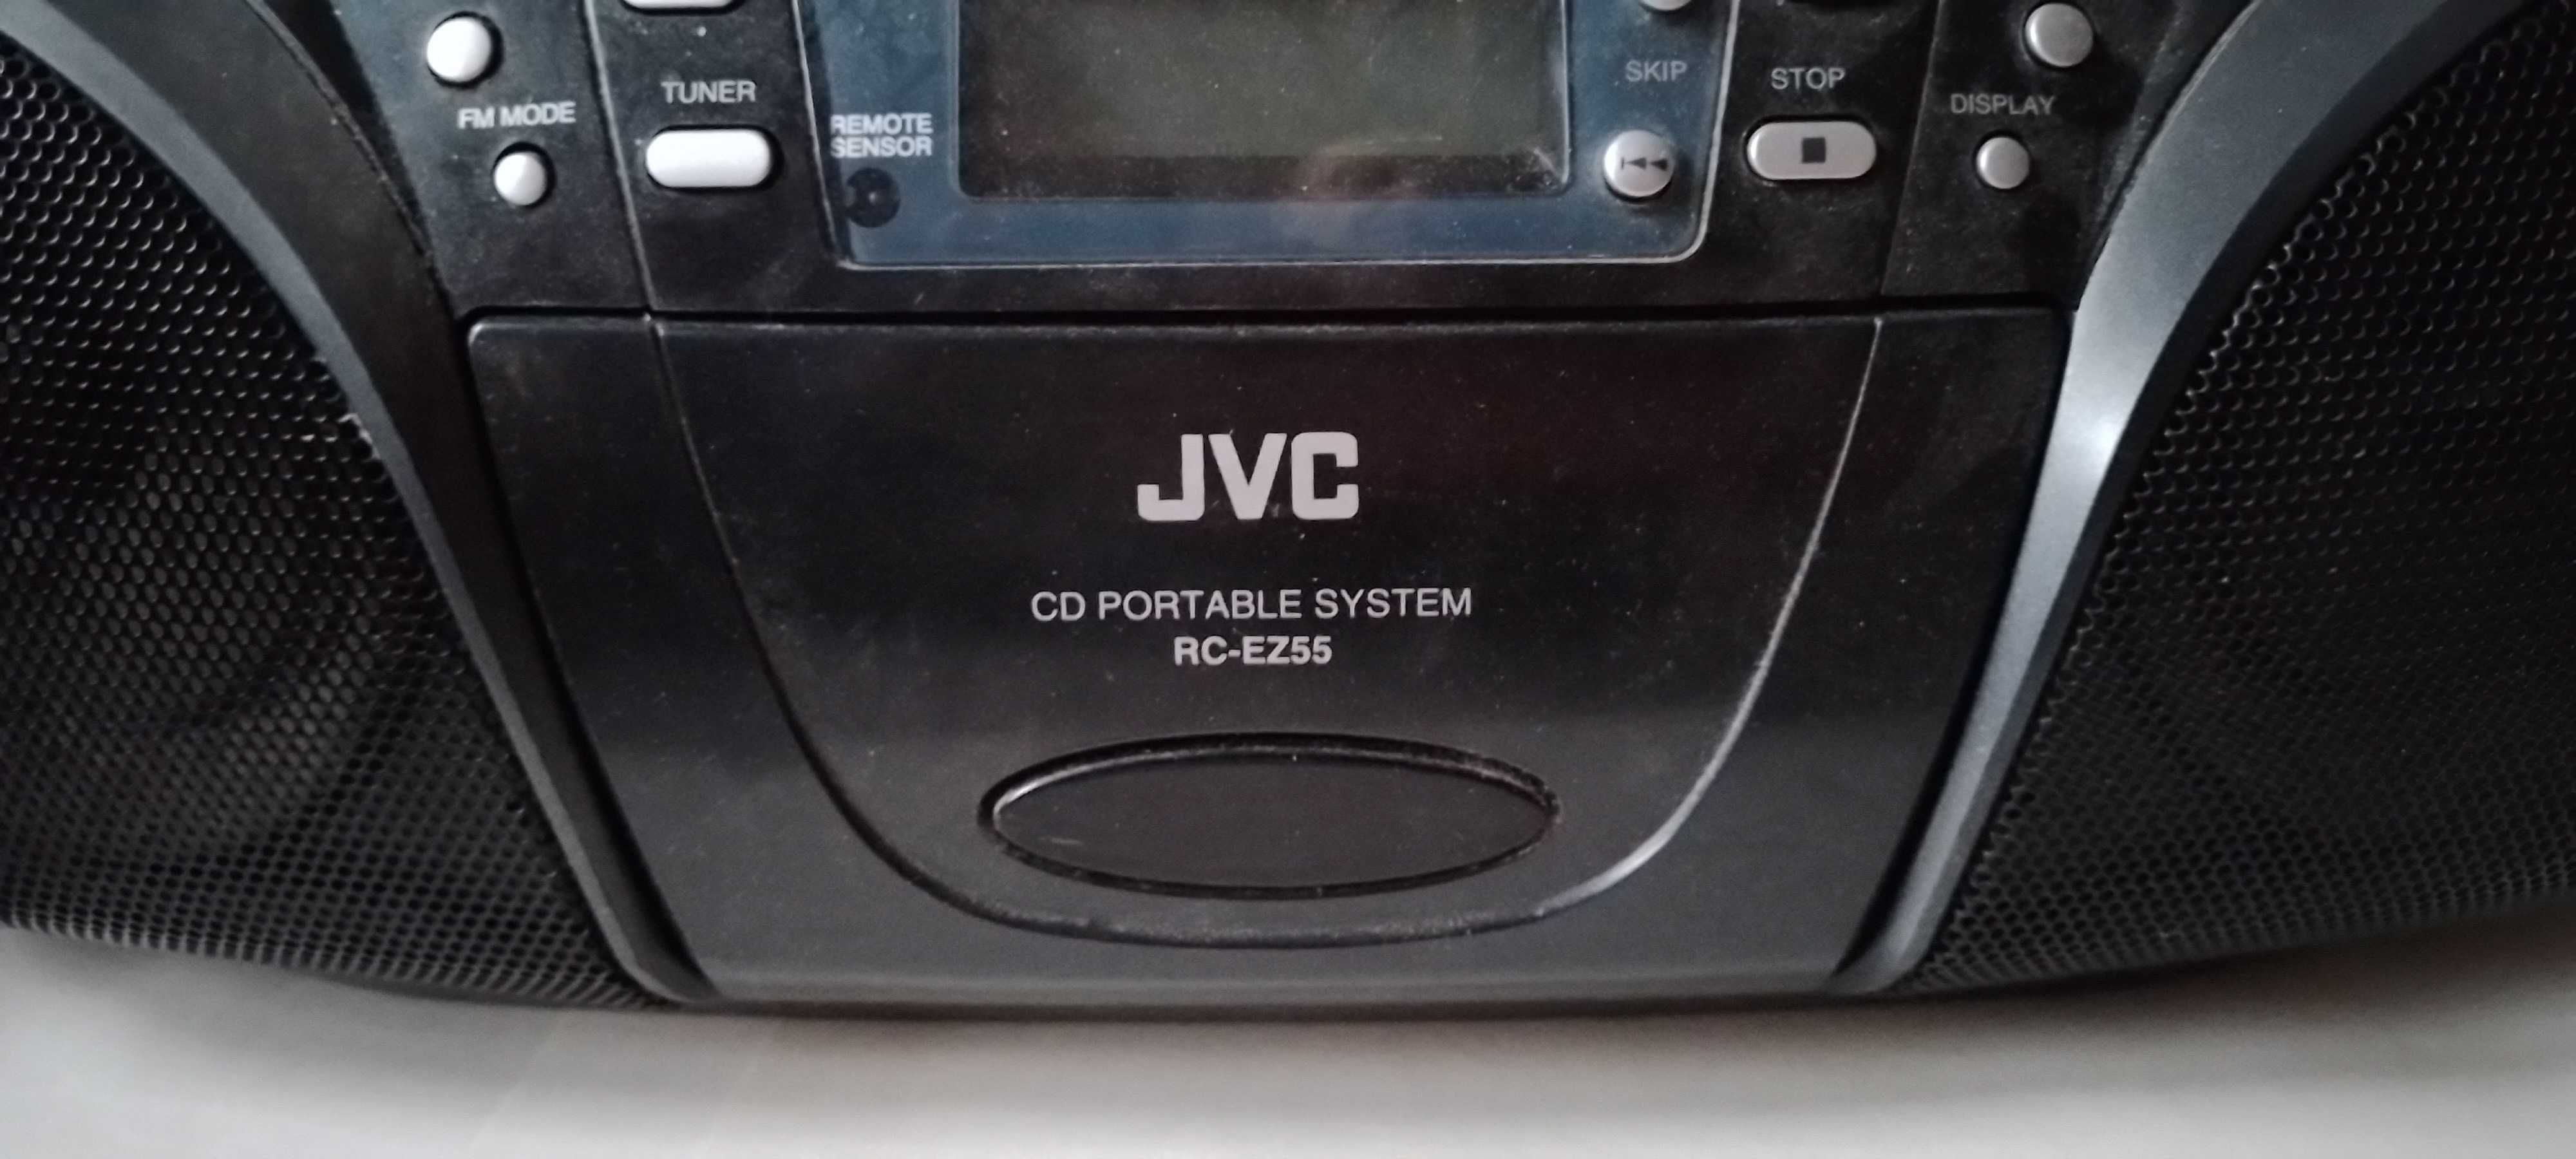 FM MODE
TUNER
REMOTE
SENSOR
SKIP
STOP
DISPLAY
JVC
CD PORTABLE SYSTEM
RC-EZ55